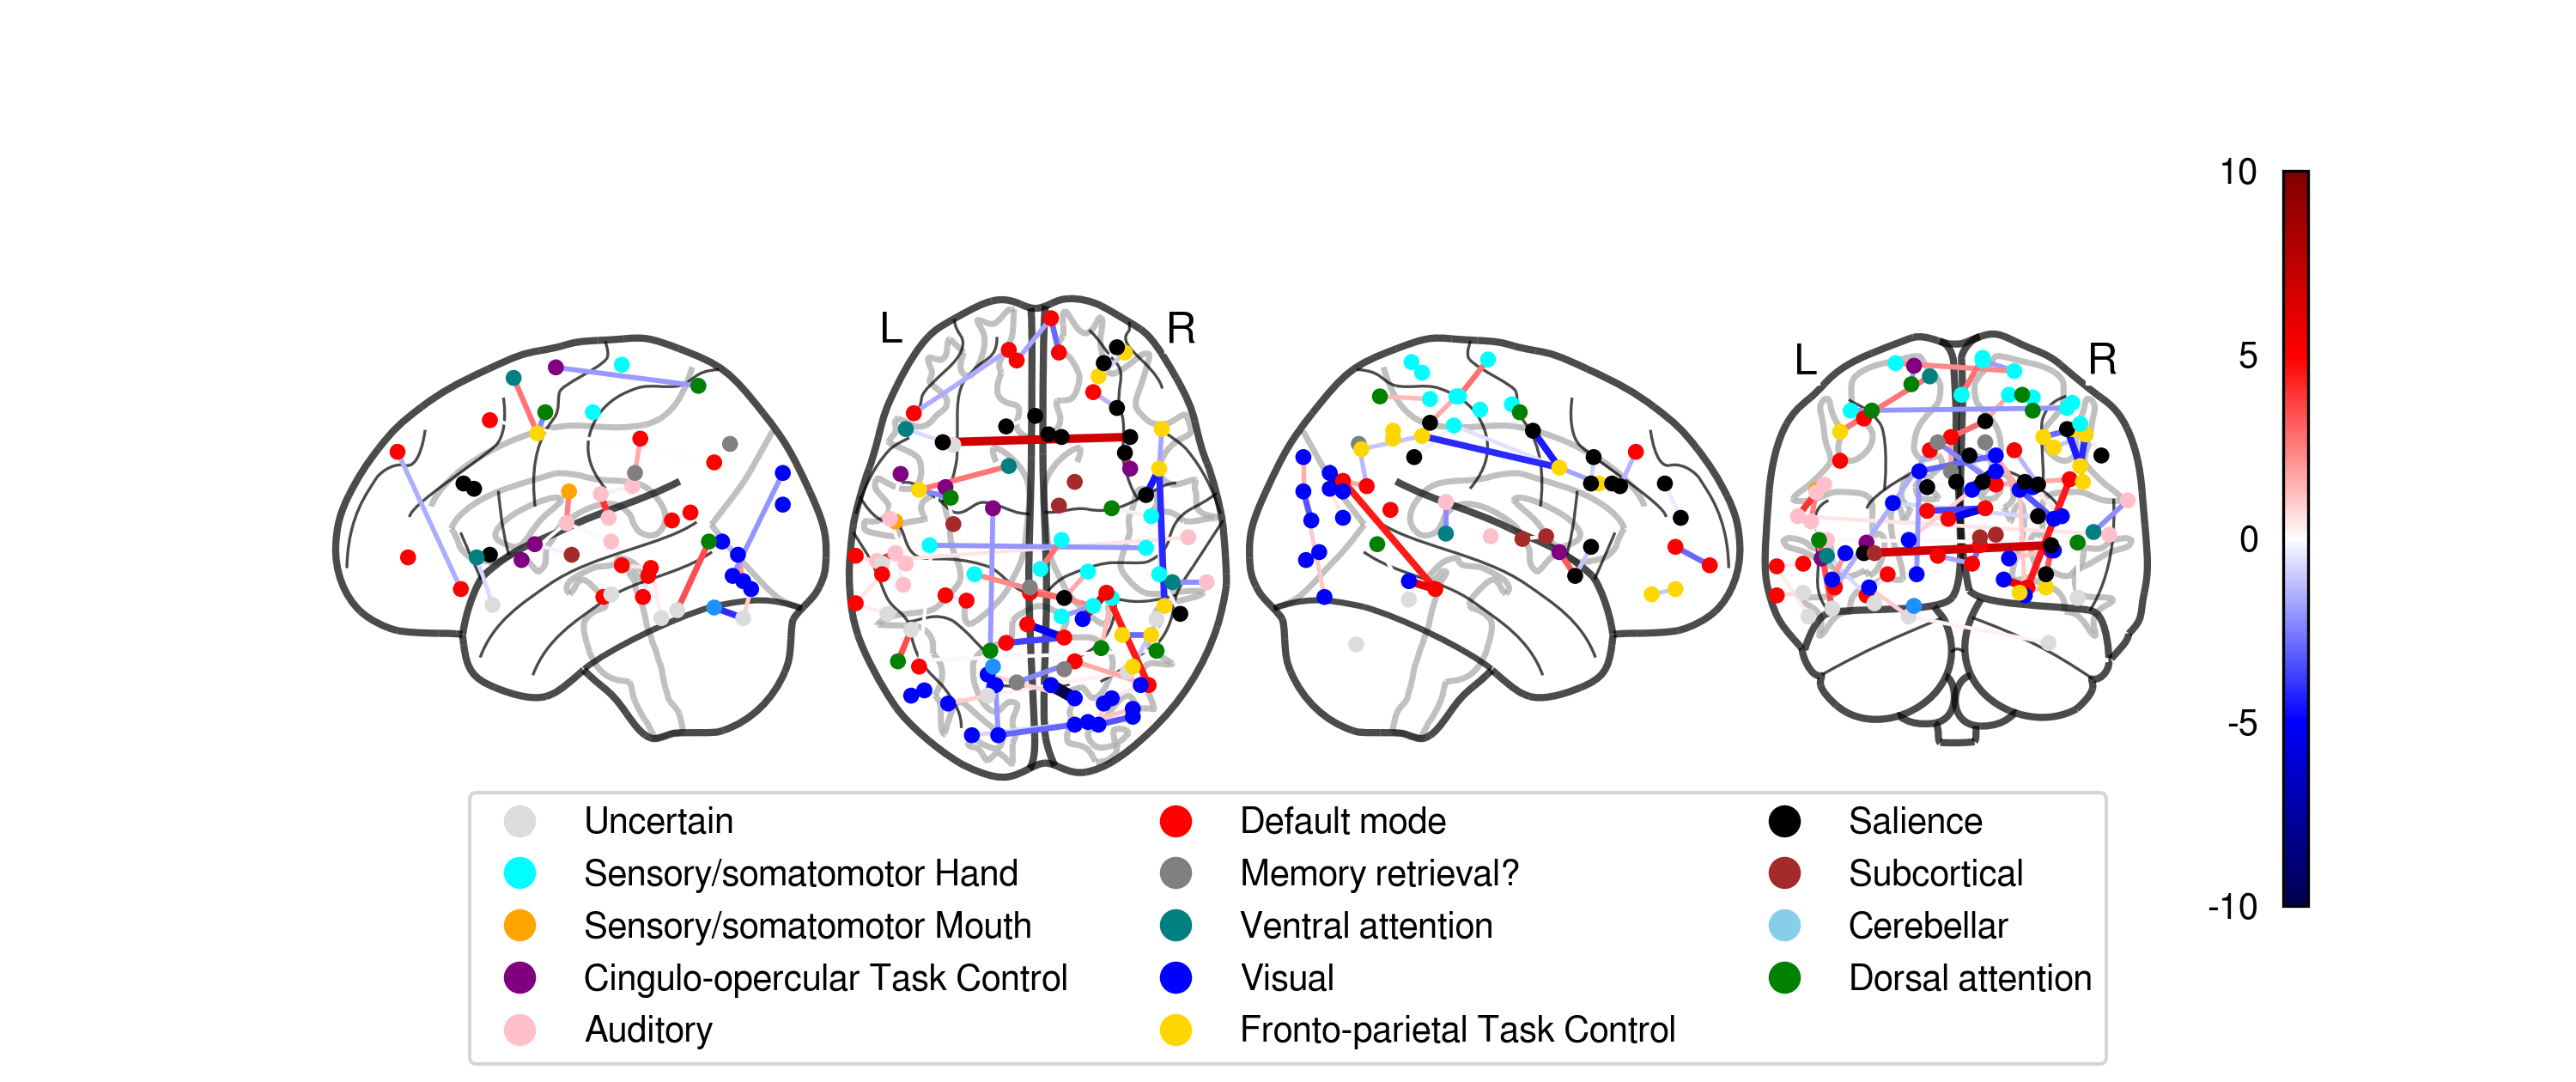 L
R
L
R
10
5
0
-5
-10
Uncertain
Sensory/somatomotor Hand
Sensory/somatomotor Mouth
Cingulo-opercular Task Control
Auditory
Default mode
Memory retrieval?
Ventral attention
Visual
Fronto-parietal Task Control
Salience
Subcortical
Cerebellar
Dorsal attention